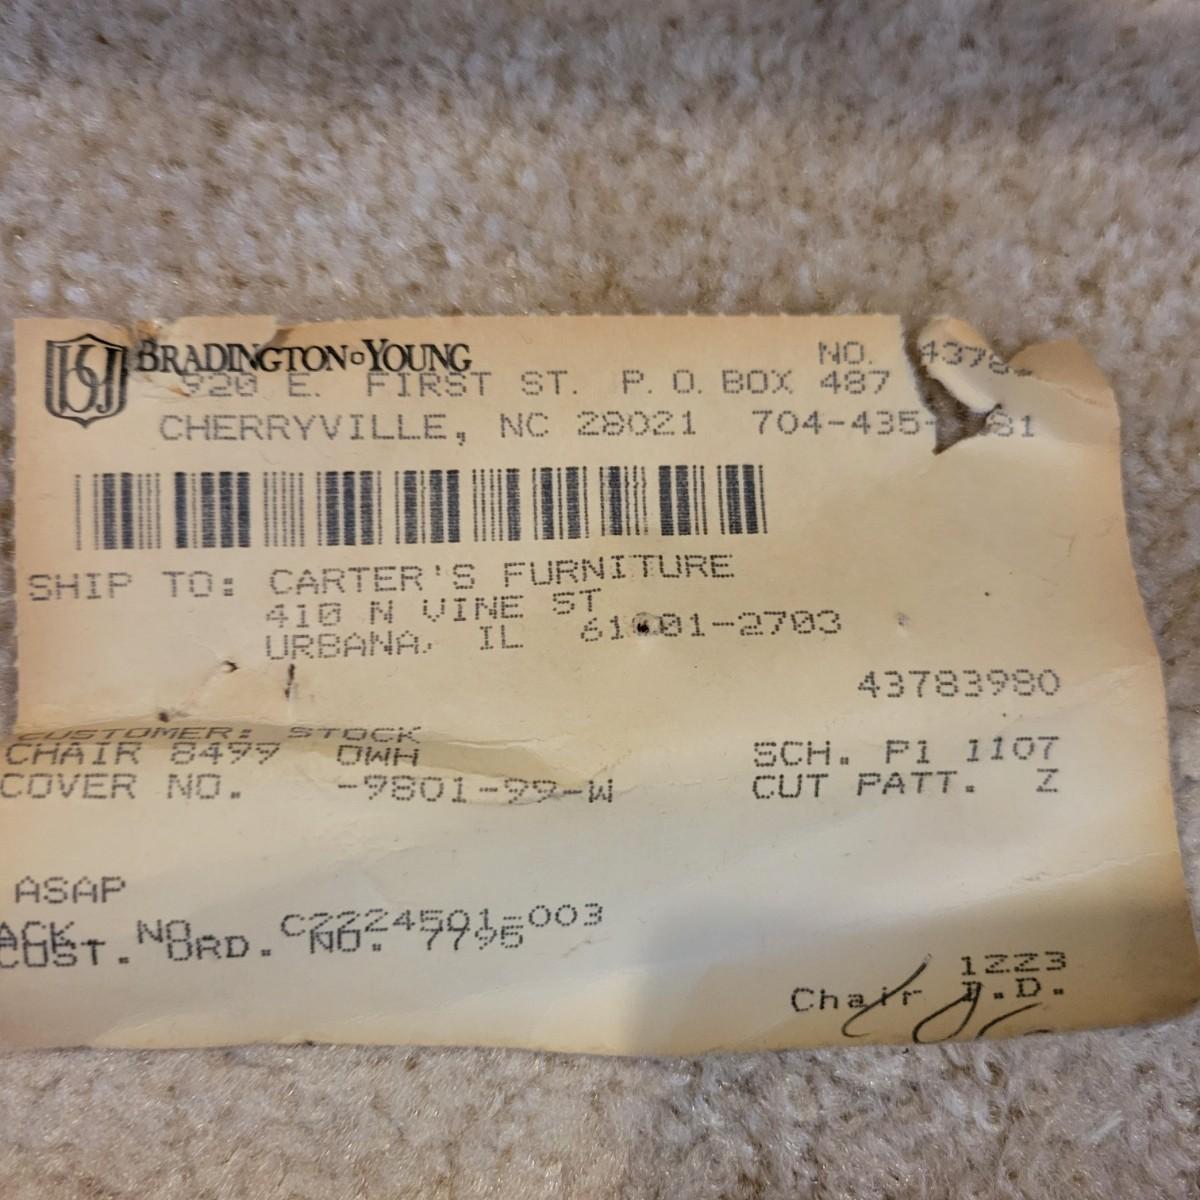 BRADINGTON-YOUNG
920 E. FIRST ST. P.O. BOX 487 NO.
CHERRYVILLE, NC 28021
SHIP TO: CARTER'S FURNITURE
410 N VINE ST
URBANA, IL
43783980
CUSTOMER: STOCK
CHAIR 8499 OWH SCH. P1 1107
COVER NO. -9801-99-W CUT PATT. Z
ASAP
ACK NO. C2224501-003
CUST. ORD. NO. 7795
1223
Chair I.D.